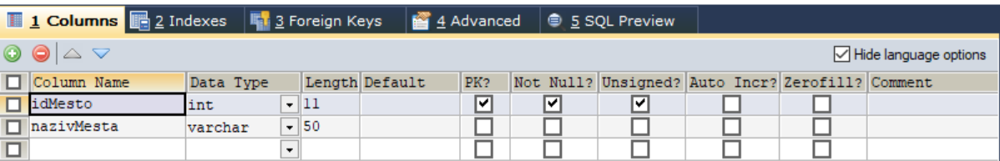 1 Columns 2 Indexes 3 Foreign Keys 4 Advanced 5 SQL Preview
Hide language options
Column Name Data Type Length Default PK? Not Null? Unsigned? Auto Incr? Zerofill? Comment
idMesto int 11
nazivMesta varchar 50